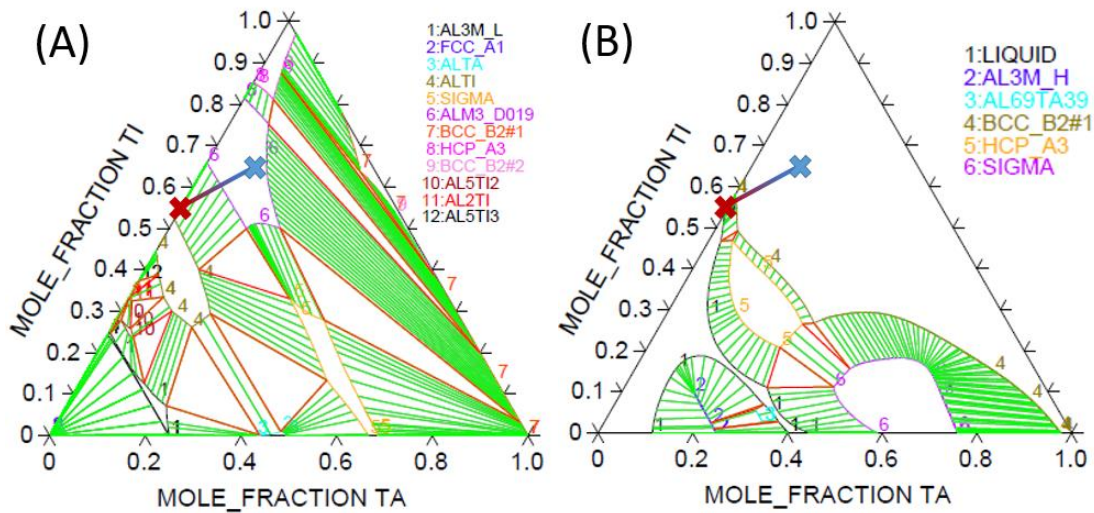 (A)
1:AL3M_L
2:FCC_A1
3:ALTA
4:ALTI
5:SIGMA
6:ALM3_D019
7:BCC_B2#1
8:HCP_A3
9:BCC_B2#2
10:AL5TI2
11:AL2TI
12:AL5TI3
MOLE_FRACTION TI
1.0
0.9
0.8
0.7
0.6
0.5
0.4
0.3
0.2
0.1
0
0
0.2
0.4
0.6
0.8
1.0
MOLE_FRACTION TA
(B)
1:LIQUID
2:AL3M_H
3:AL69TA39
4:BCC_B2#1
5:HCP_A3
6:SIGMA
MOLE_FRACTION TI
1.0
0.9
0.8
0.7
0.6
0.5
0.4
0.3
0.2
0.1
0
0
0.2
0.4
0.6
0.8
1.0
MOLE_FRACTION TA